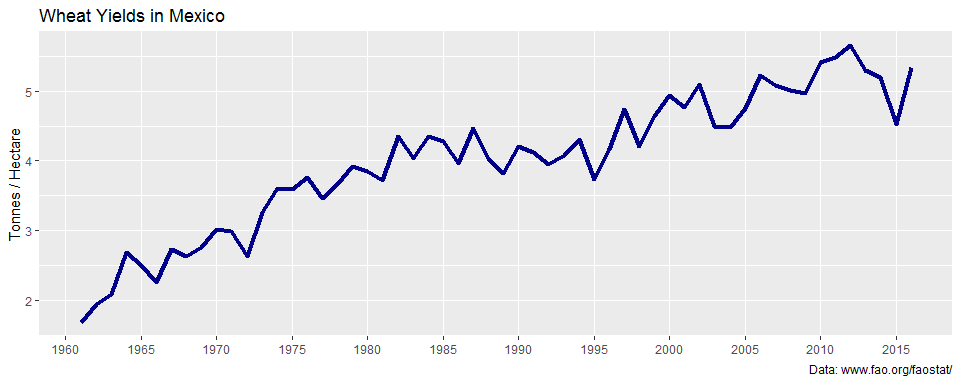 Wheat Yields in Mexico
Tonnes / Hectare
5
4
3
2
1960 1965 1970 1975 1980 1985 1990 1995 2000 2005 2010 2015
Data: www.fao.org/faostat/